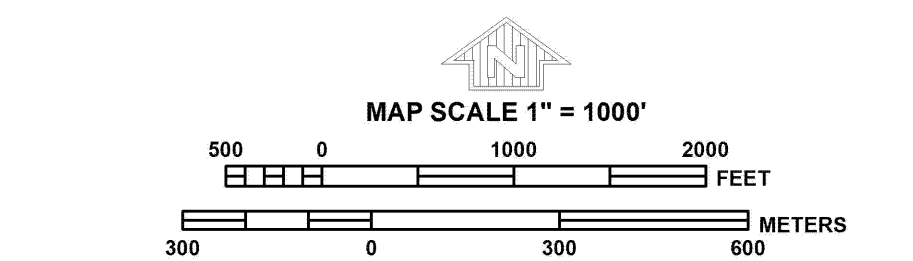 N
MAP SCALE 1" = 1000'
500 0 1000 2000
FEET
METERS
300 0 300 600